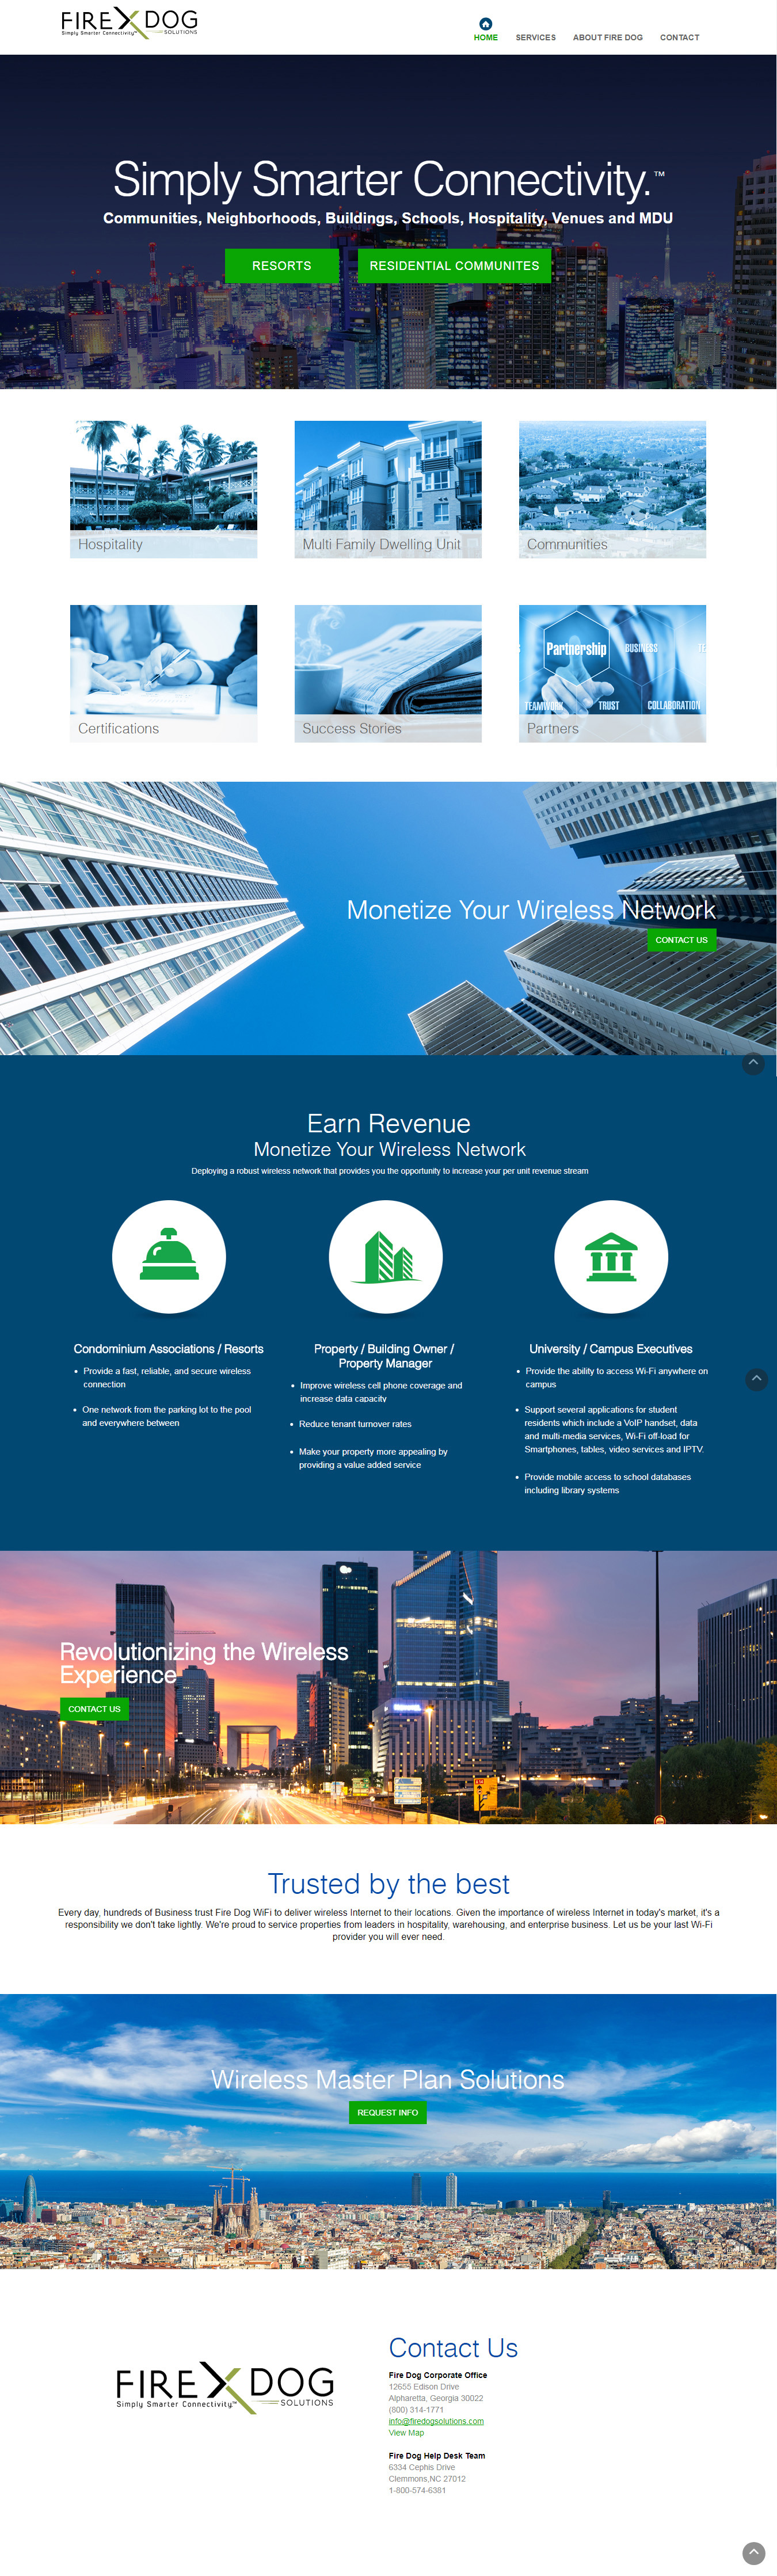 FIRE DOG
Simply Smarter Connectivity™ SOLUTIONS
HOME SERVICES ABOUT FIRE DOG CONTACT
Simply Smarter Connectivity.™
Communities, Neighborhoods, Buildings, Schools, Hospitality, Venues and MDU
RESORTS RESIDENTIAL COMMUNITES
Hospitality
Multi Family Dwelling Unit
Communities
Certifications
Success Stories
Partnership BUSINESS
TEAMWORK TRUST COLLABORATION
Partners
Monetize Your Wireless Network
CONTACT US
Earn Revenue
Monetize Your Wireless Network
Deploying a robust wireless network that provides you the opportunity to increase your per unit revenue stream
Condominium Associations / Resorts
• Provide a fast, reliable, and secure wireless
connection
• One network from the parking lot to the pool
and everywhere between
Property / Building Owner /
Property Manager
• Improve wireless cell phone coverage and
increase data capacity
• Reduce tenant turnover rates
• Make your property more appealing by
providing a value added service
University / Campus Executives
• Provide the ability to access Wi-Fi anywhere on
campus
• Support several applications for student
residents which include a VoIP handset, data
and multi-media services, Wi-Fi off-load for
Smartphones, tables, video services and IPTV.
• Provide mobile access to school databases
including library systems
Revolutionizing the Wireless
Experience
CONTACT US
Trusted by the best
Every day, hundreds of Business trust Fire Dog WiFi to deliver wireless Internet to their locations. Given the importance of wireless Internet in today's market, it's a
responsibility we don't take lightly. We're proud to service properties from leaders in hospitality, warehousing, and enterprise business. Let us be your last Wi-Fi
provider you will ever need.
Wireless Master Plan Solutions
REQUEST INFO
FIRE DOG
Simply Smarter Connectivity™ SOLUTIONS
Contact Us
Fire Dog Corporate Office
12655 Edison Drive
Alpharetta, Georgia 30022
(800) 314-1771
info@firedogsolutions.com
View Map
Fire Dog Help Desk Team
6334 Cephis Drive
Clemmons,NC 27012
1-800-574-6381